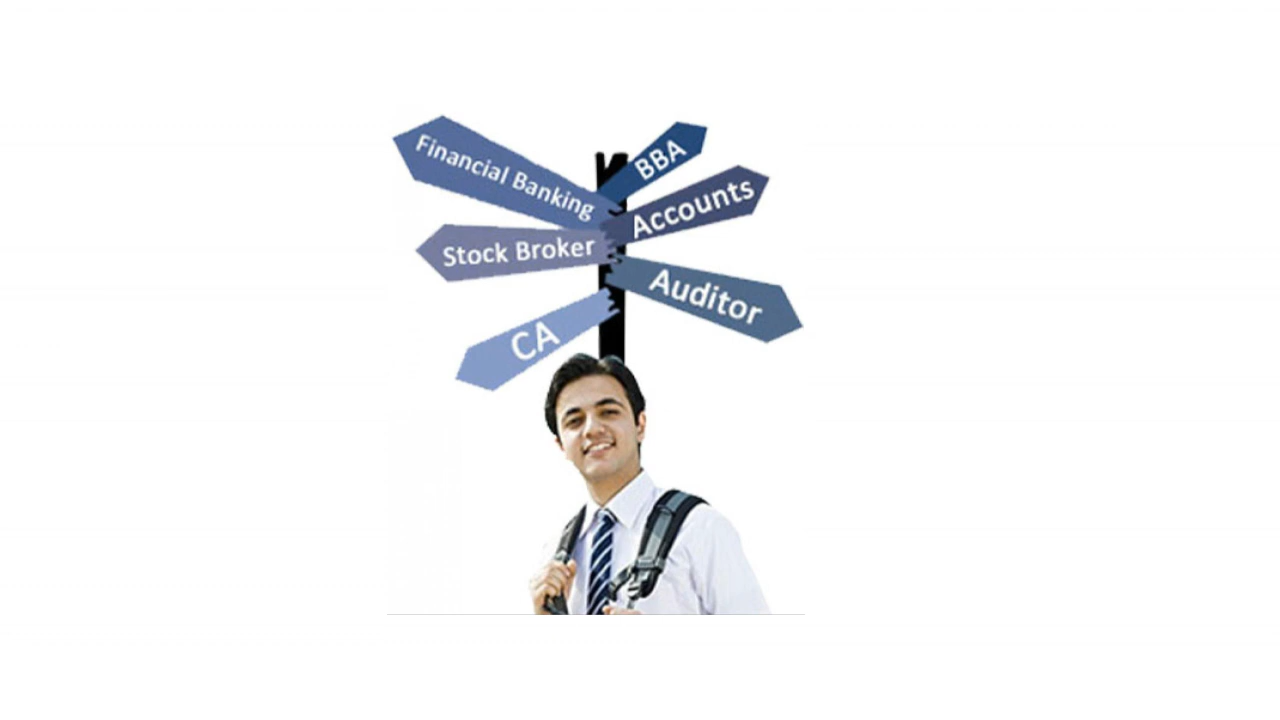 Financial Banking
BBA
Accounts
Stock Broker
Auditor
CA